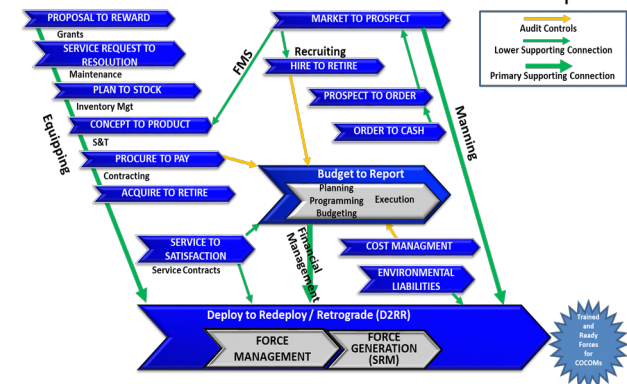 PROPOSAL TO REWARD
Grants
SERVICE REQUEST TO
RESOLUTION
Maintenance
PLAN TO STOCK
Inventory Mgt
CONCEPT TO PRODUCT
S&T
PROCURE TO PAY
Contracting
ACQUIRE TO RETIRE
Equipping
MARKET TO PROSPECT
FMS
Recruiting
HIRE TO RETIRE
PROSPECT TO ORDER
ORDER TO CASH
Manning
Audit Controls
Lower Supporting Connection
Primary Supporting Connection
Budget to Report
Planning
Programming
Budgeting
Execution
SERVICE TO
SATISFACTION
Service Contracts
Financial
Management
COST MANAGMENT
ENVIRONMENTAL
LIABILITIES
Deploy to Redeploy / Retrograde (D2RR)
FORCE
MANAGEMENT
FORCE
GENERATION
(SRM)
Trained
and
Ready
Forces
for
COCOMs